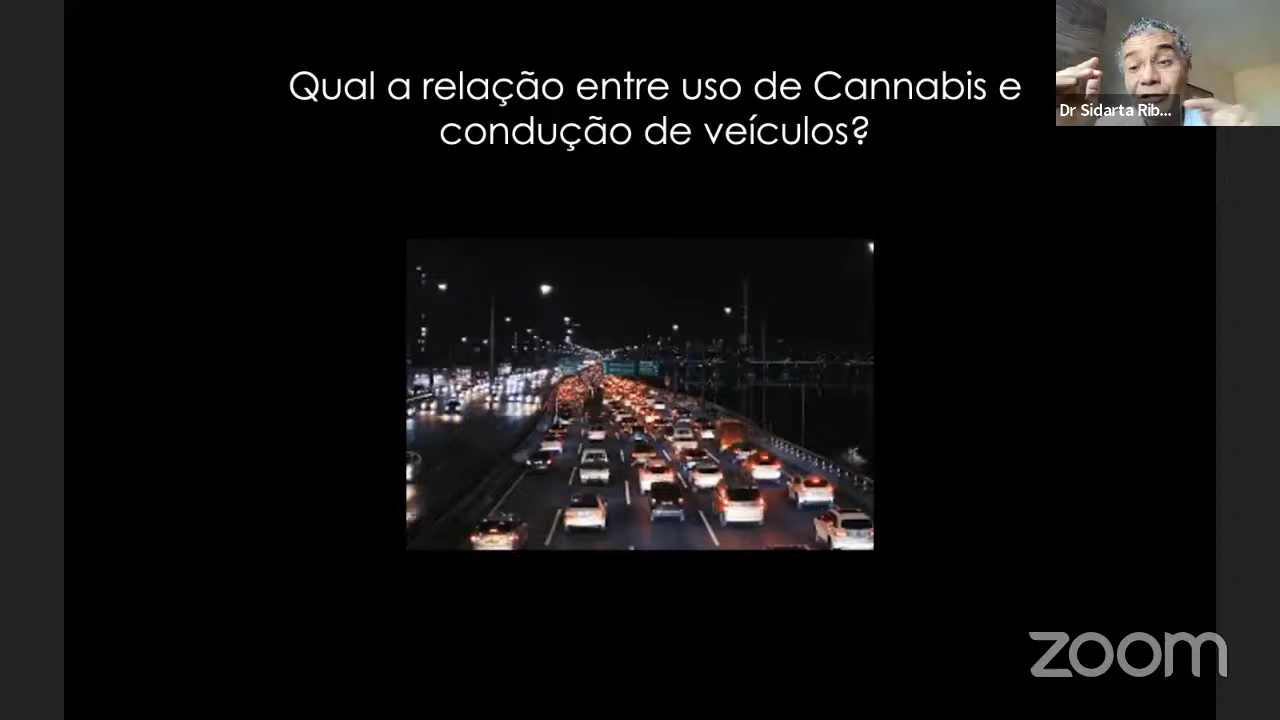 Qual a relação entre uso de Cannabis e
condução de veículos?
Dr Sidarta Rib...
zoom